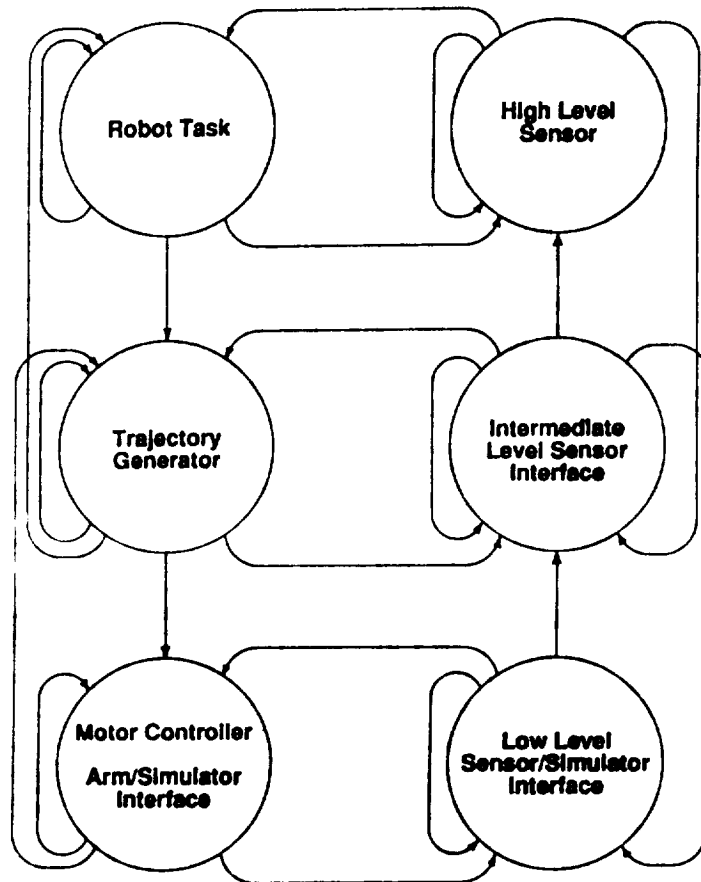 Robot Task
High Level
Sensor
Trajectory
Generator
Intermediate
Level Sensor
Interface
Motor Controller
Arm/Simulator
Interface
Low Level
Sensor/Simulator
Interface